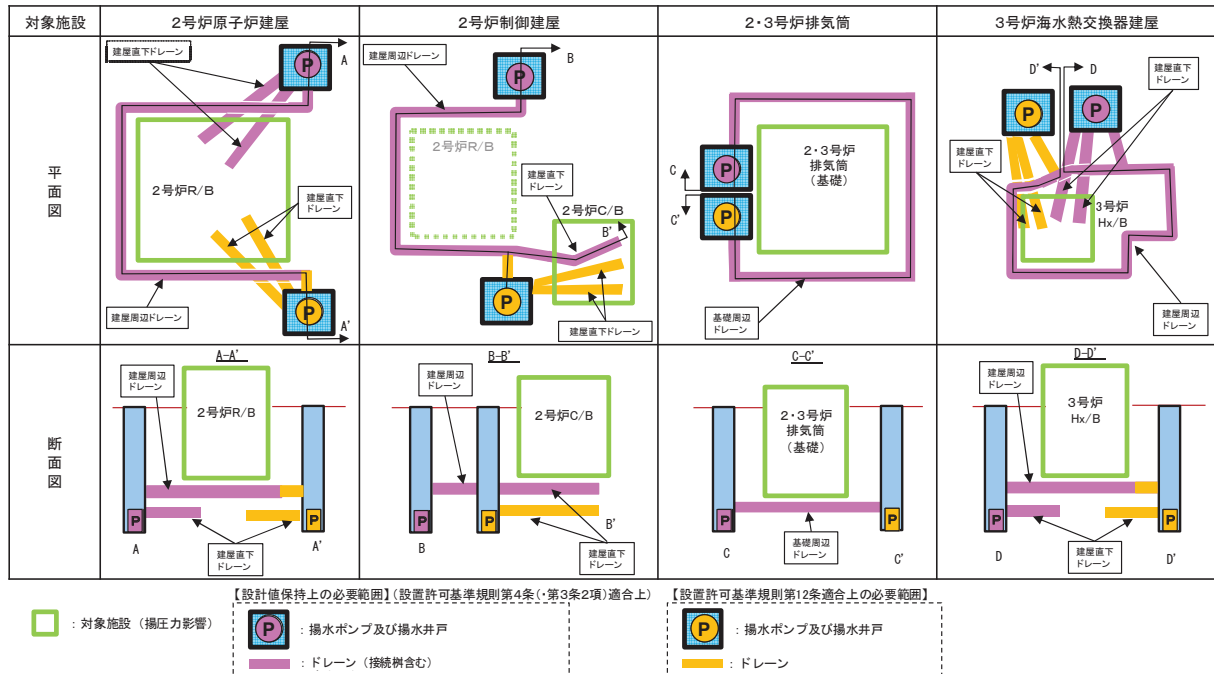 対象施設
2号炉原子炉建屋
2号炉制御建屋
2・3号炉排気筒
3号炉海水熱交換器建屋
平面図
建屋直下ドレーン
P
A
2号炉R/B
建屋直下
ドレーン
P
建屋周辺ドレーン
A'
建屋周辺ドレーン
P
B
2号炉R/B
建屋直下
ドレーン
2号炉C/B
B'
P
建屋直下ドレーン
2・3号炉
排気筒
(基礎)
C
P
C'
P
基礎周辺
ドレーン
D'
D
建屋直下
ドレーン
P
P
建屋直下
ドレーン
3号炉
Hx/B
建屋周辺
ドレーン
断面図
A-A'
建屋周辺
ドレーン
2号炉R/B
P
P
A
建屋直下
ドレーン
A'
B-B'
建屋周辺
ドレーン
2号炉C/B
P
P
B
B'
建屋直下
ドレーン
C-C'
2・3号炉
排気筒
(基礎)
P
P
C
基礎周辺
ドレーン
C'
D-D'
建屋周辺
ドレーン
3号炉
Hx/B
P
P
D
建屋直下
ドレーン
D'
：対象施設（揚圧力影響）
【設計値保持上の必要範囲】(設置許可基準規則第4条(・第3条2項)適合上)
P
：揚水ポンプ及び揚水井戸
：ドレーン（接続桝含む）
【設置許可基準規則第12条適合上の必要範囲】
P
：揚水ポンプ及び揚水井戸
：ドレーン